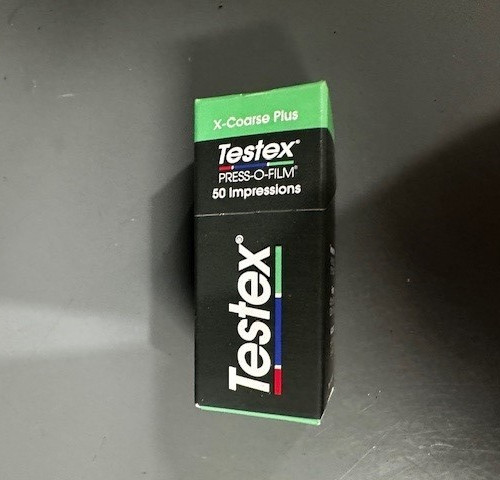 X-Coarse Plus
Testex®
PRESS-O-FILM®
50 Impressions
Testex®